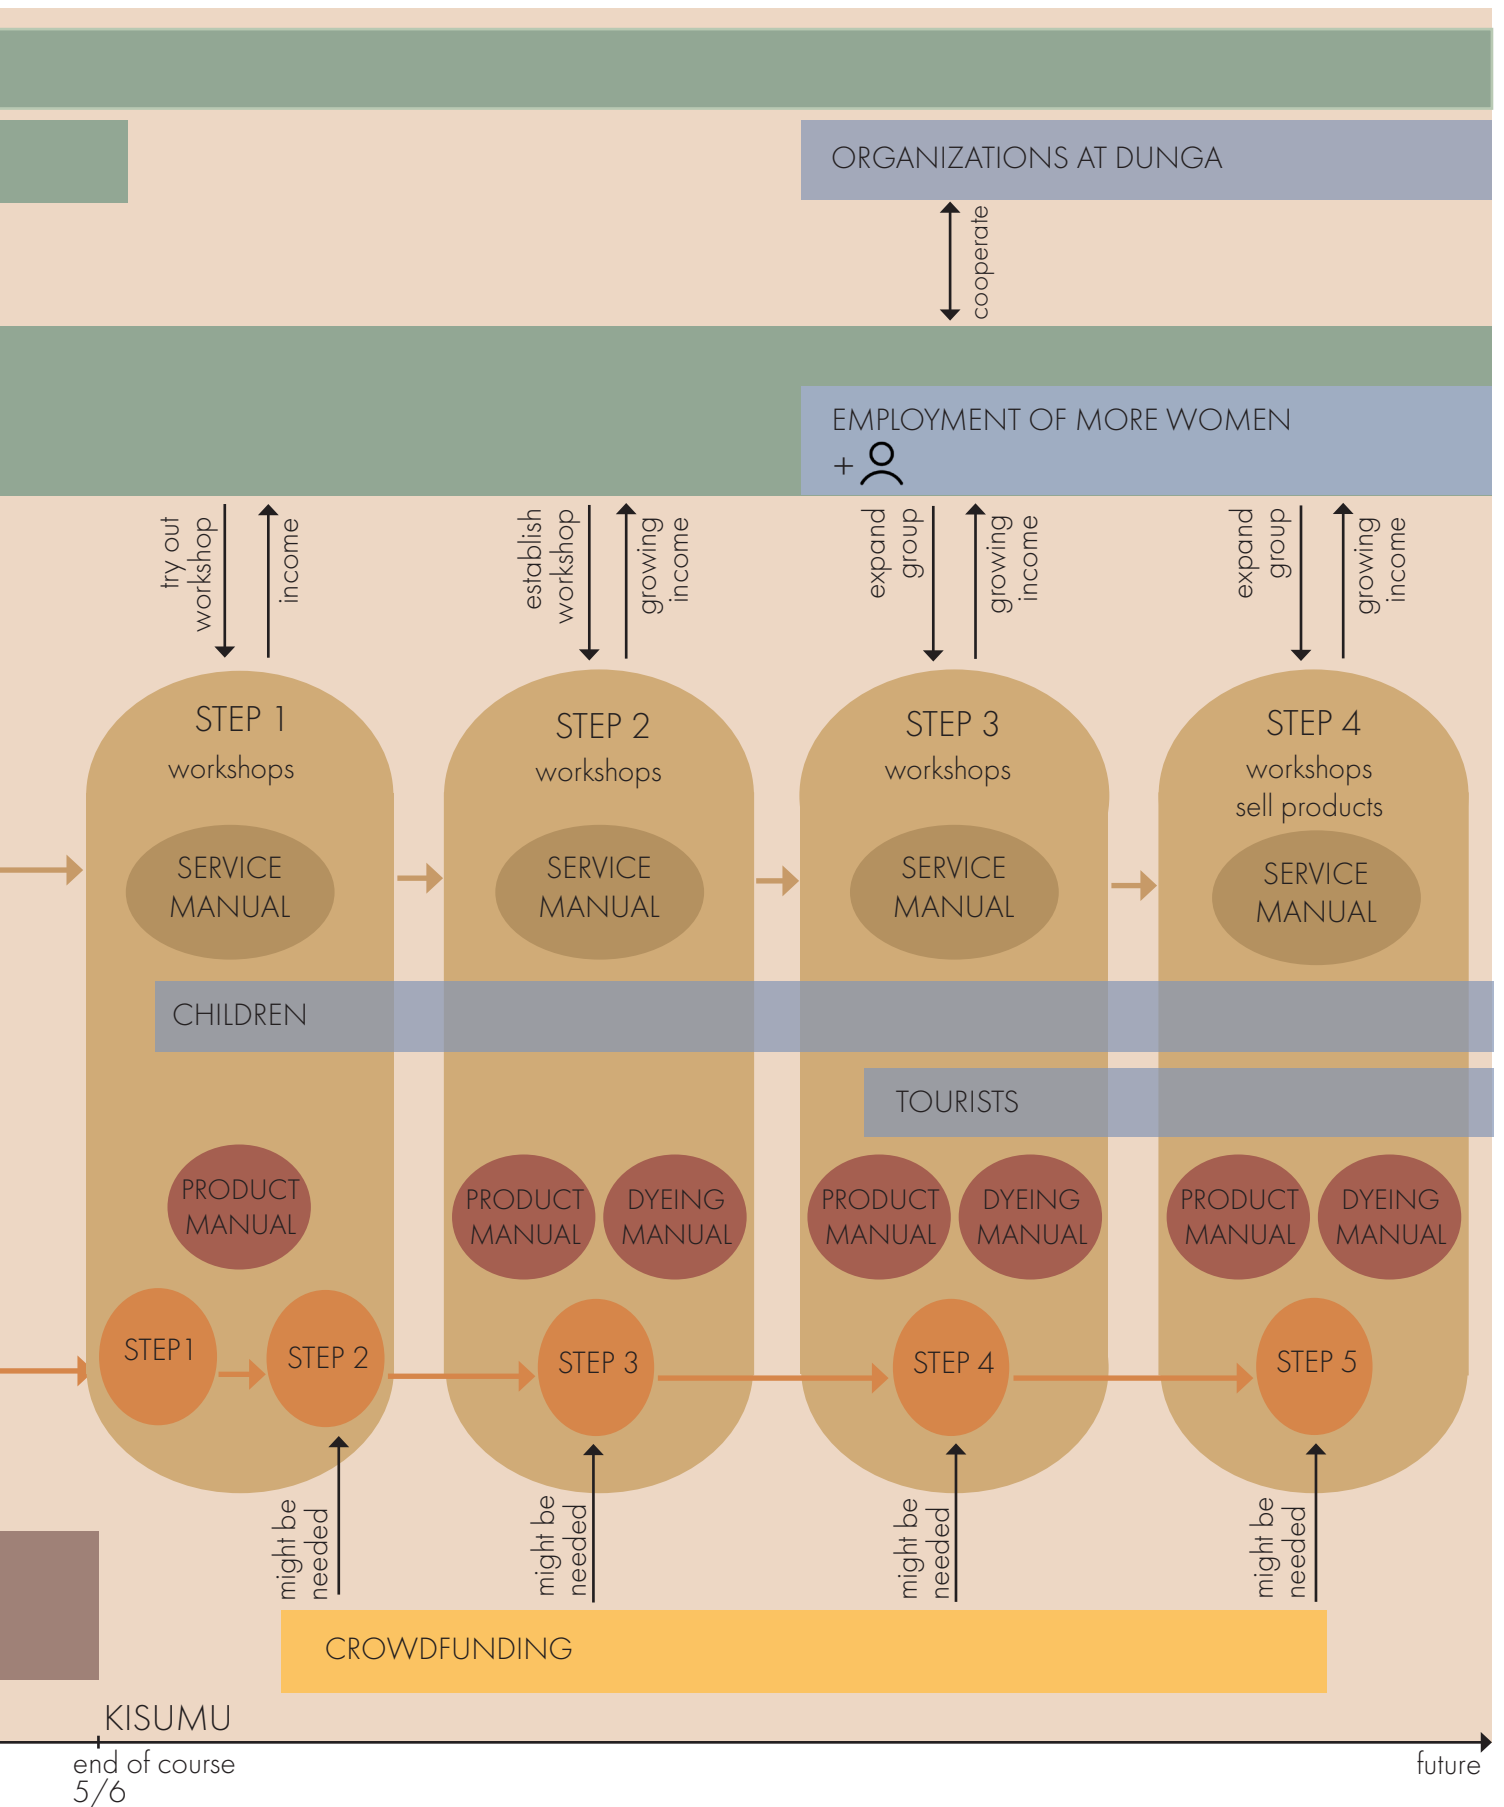 ORGANIZATIONS AT DUNGA
cooperate
EMPLOYMENT OF MORE WOMEN
+
try out
workshop
income
establish
workshop
growing
income
expand
group
growing
income
expand
group
growing
income
STEP 1
workshops
STEP 2
workshops
STEP 3
workshops
STEP 4
workshops
sell products
SERVICE
MANUAL
SERVICE
MANUAL
SERVICE
MANUAL
SERVICE
MANUAL
CHILDREN
TOURISTS
PRODUCT
MANUAL
PRODUCT
MANUAL
DYEING
MANUAL
PRODUCT
MANUAL
DYEING
MANUAL
PRODUCT
MANUAL
DYEING
MANUAL
STEP1
STEP 2
STEP 3
STEP 4
STEP 5
might be
needed
might be
needed
might be
needed
might be
needed
CROWDFUNDING
KISUMU
end of course
5/6
future